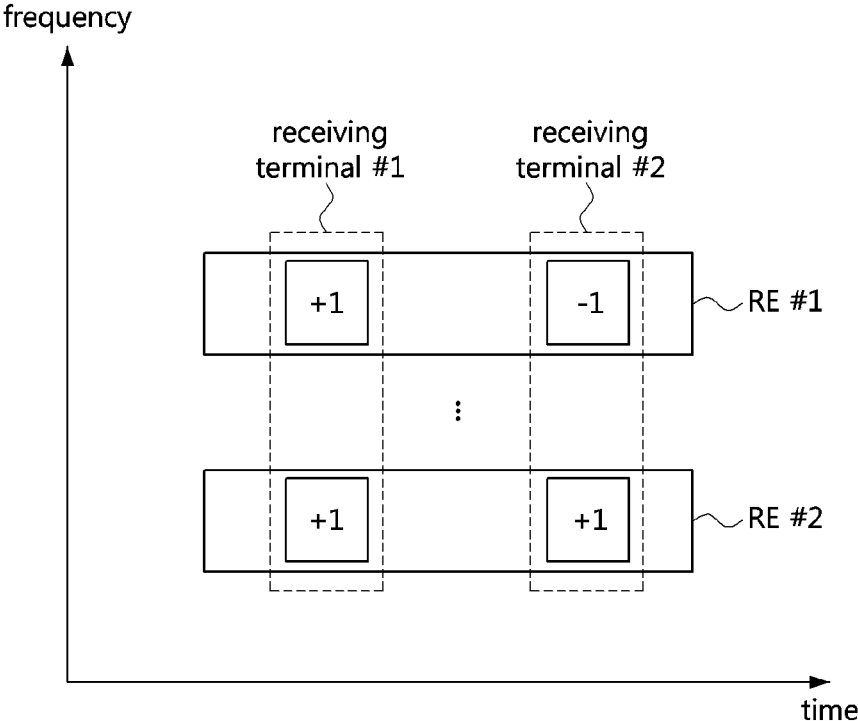 frequency
receiving
terminal #1
receiving
terminal #2
+1
-1
RE #1
+1
+1
RE #2
time